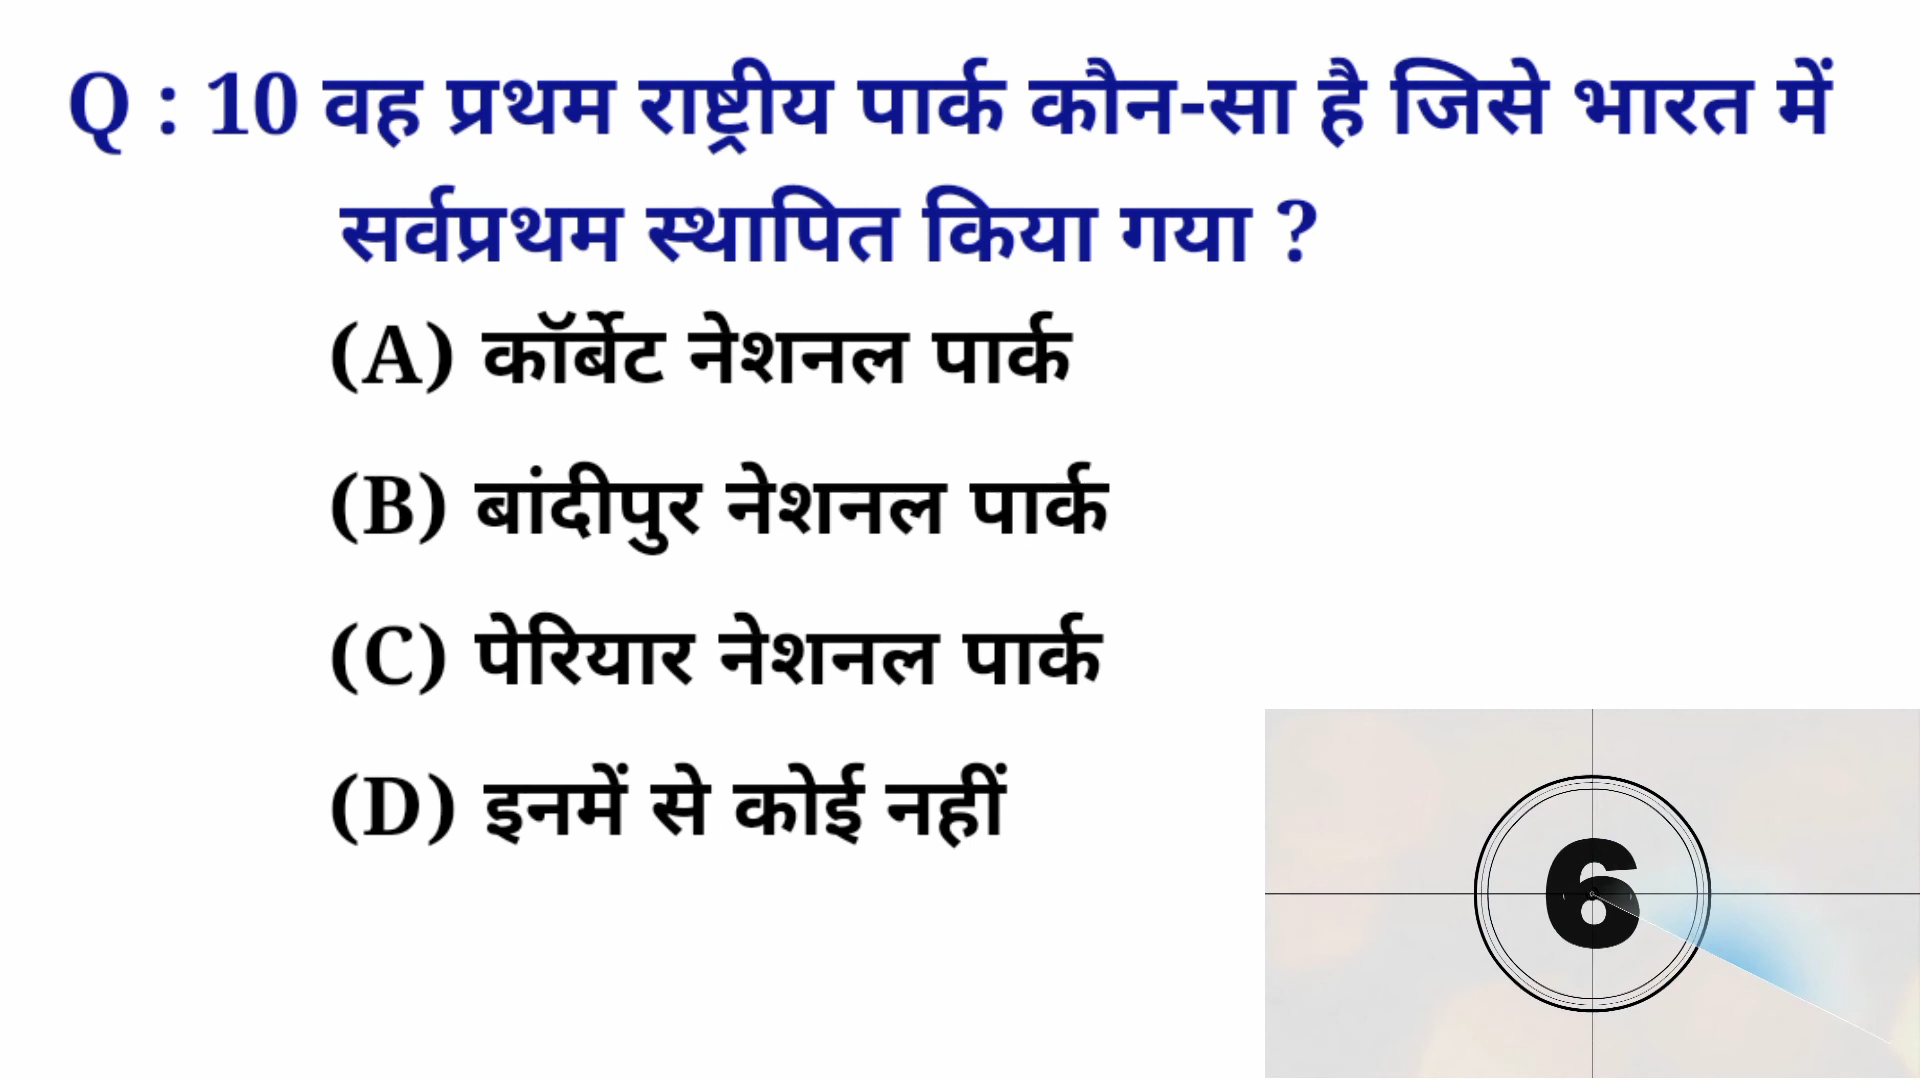 Q : 10 वह प्रथम राष्ट्रीय पार्क कौन-सा है जिसे भारत में
सर्वप्रथम स्थापित किया गया ?
(A) कॉर्बेट नेशनल पार्क
(B) बांदीपुर नेशनल पार्क
(C) पेरियार नेशनल पार्क
(D) इनमें से कोई नहीं
6